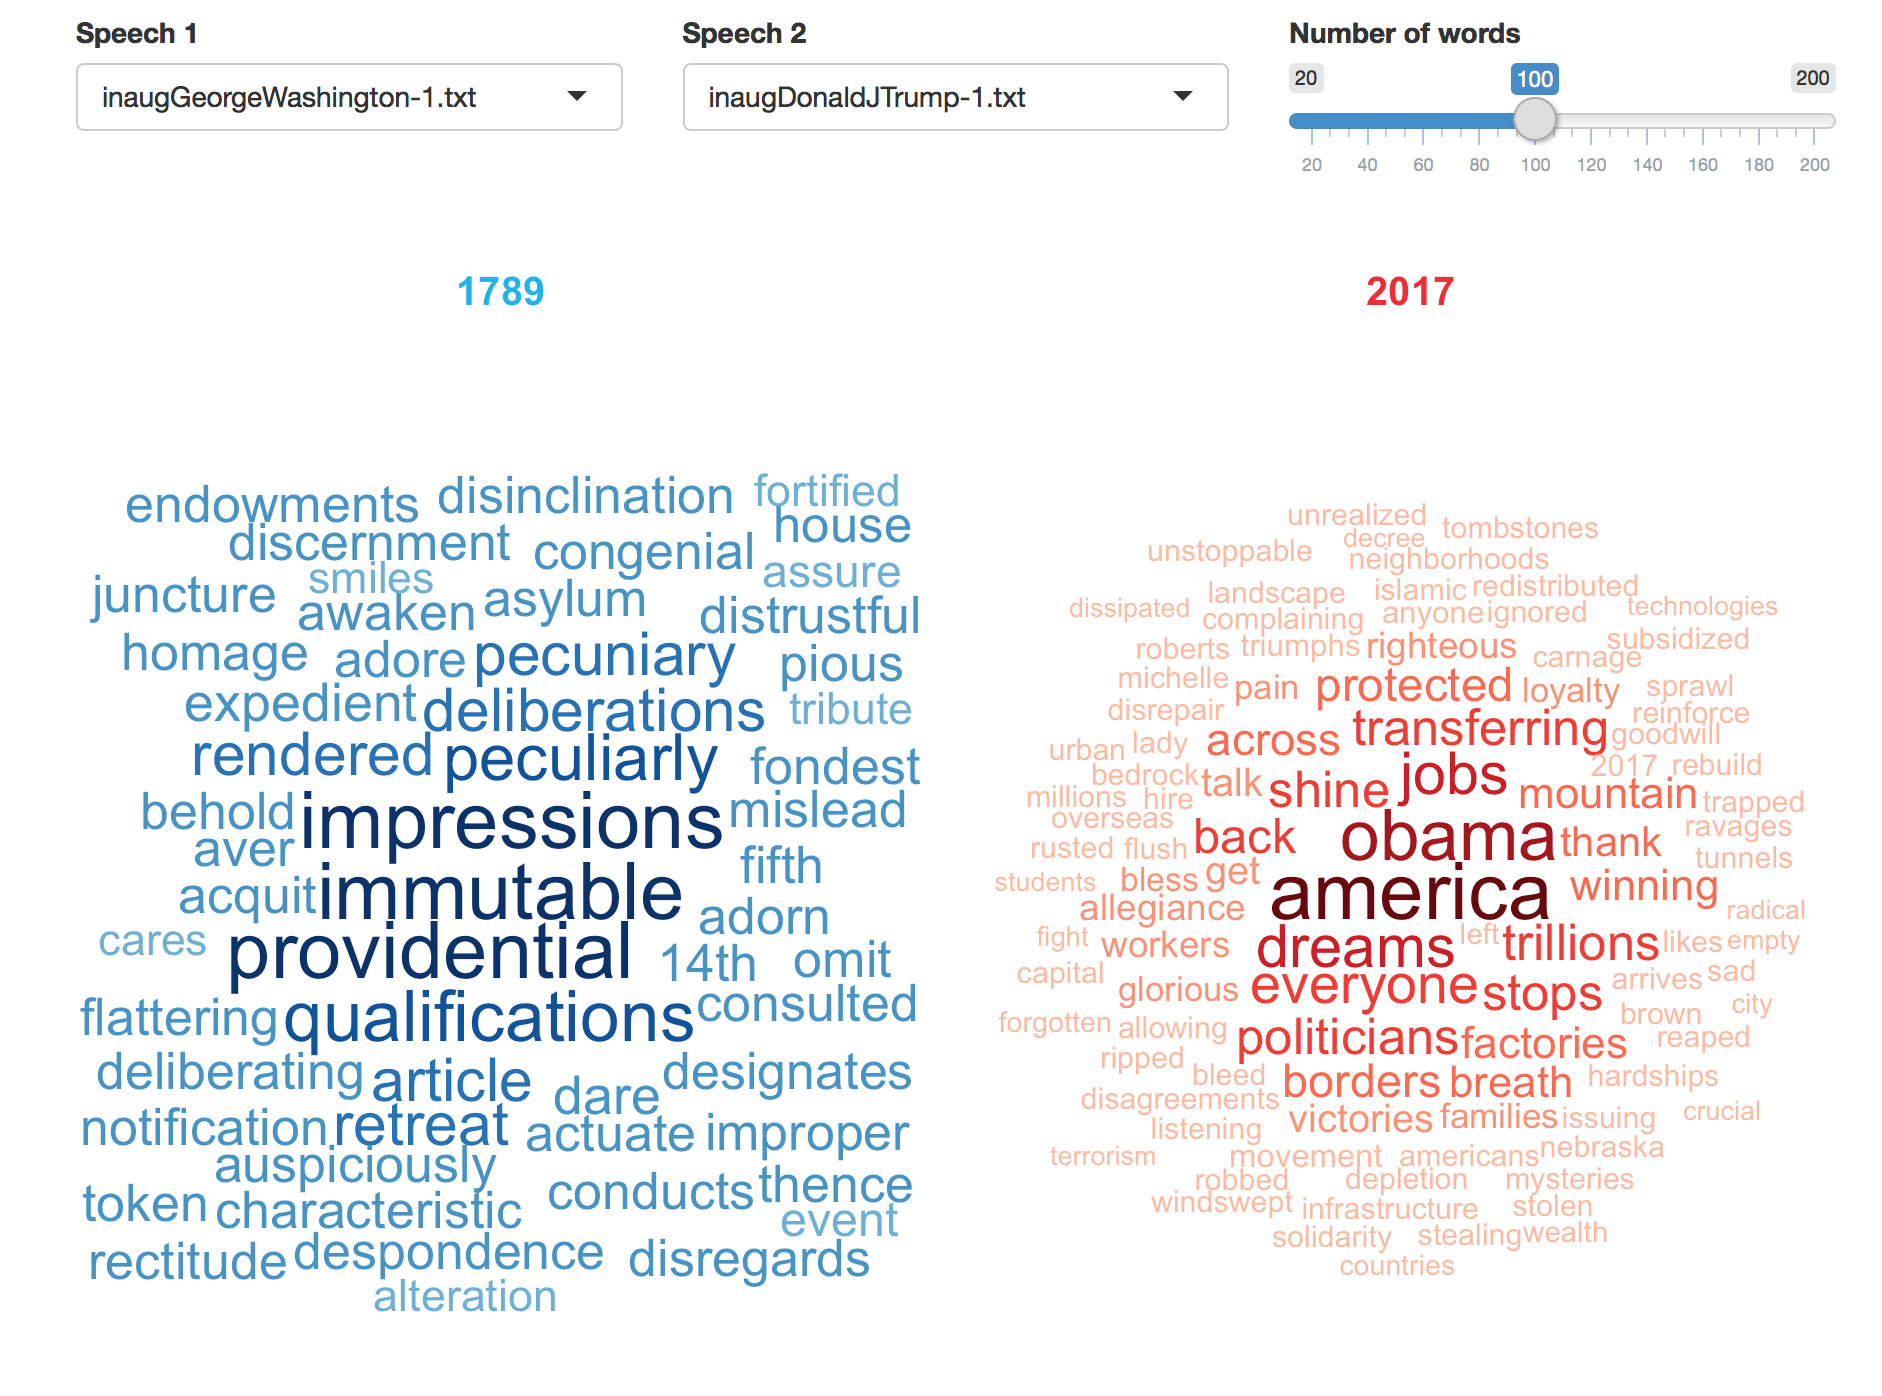 Speech 1
Speech 2
Number of words
inaugGeorgeWashington-1.txt
inaugDonaldJTrump-1.txt
20
100
200
20 40 60 80 100 120 140 160 180 200
1789
2017
endowments disinclination fortified
house
discernment congenial
smiles assure
juncture awaken asylum distrustful
homage adore pecuniary pious
expedient deliberations tribute
rendered peculiarly fondest
behold impressions mislead
aver fifth
acquit immutable adorn
cares providential 14th omit
flattering qualifications consulted
deliberating article dare designates
notification retreat actuate improper
auspiciously
token characteristic conducts thence
event
rectitude despondence disregards
alteration
unrealized tombstones
decree
unstoppable neighborhoods
landscape islamic redistributed
dissipated complaining anyone ignored technologies
roberts triumphs righteous carnage subsidized
michelle pain protected loyalty sprawl
disrepair transferring reinforce
urban lady across goodwill
bedrock talk shine jobs 2017 rebuild
millions hire mountain trapped
overseas back obama thank ravages
rusted flush tunnels
students bless get america winning
allegiance radical
fight workers dreams left trillions likes empty
capital glorious everyone stops arrives sad
forgotten allowing politicians factories brown city
ripped reaped
bleed borders breath hardships
disagreements victories families issuing crucial
listening
terrorism movement americans nebraska
robbed depletion mysteries
windswept infrastructure stolen
solidarity stealing wealth
countries